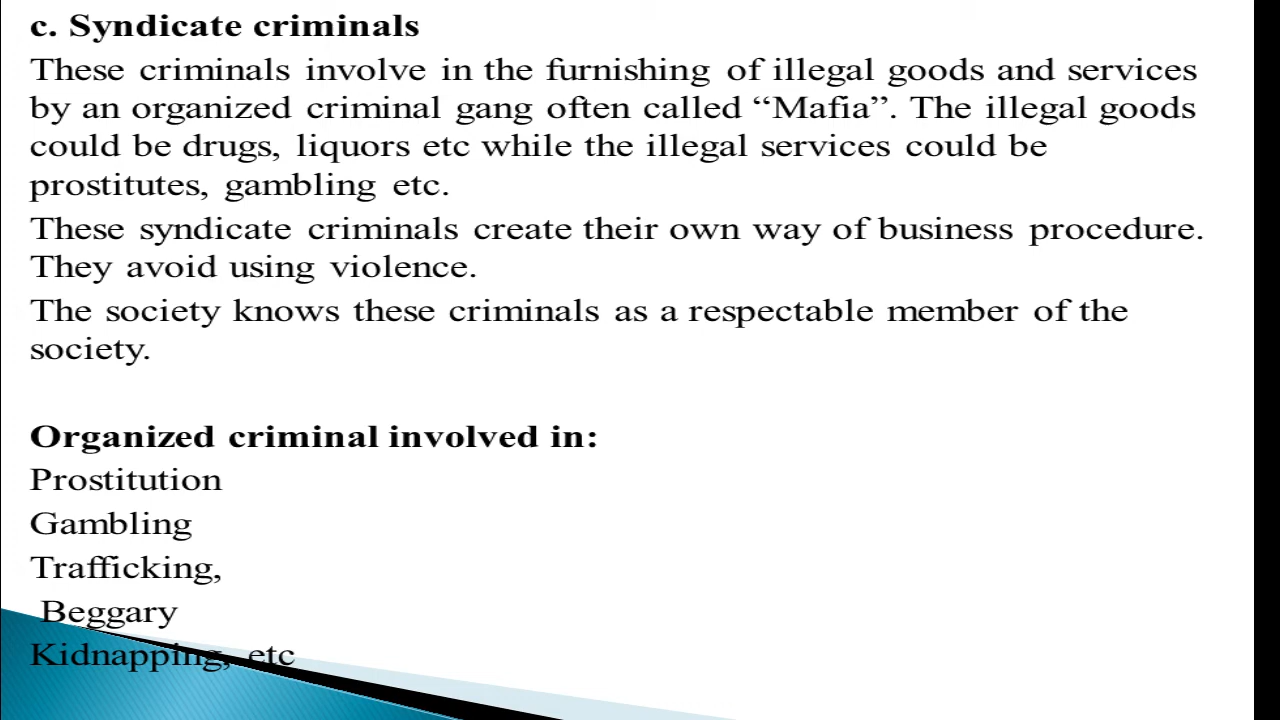 c. Syndicate criminals
These criminals involve in the furnishing of illegal goods and services
by an organized criminal gang often called “Mafia”. The illegal goods
could be drugs, liquors etc while the illegal services could be
prostitutes, gambling etc.
These syndicate criminals create their own way of business procedure.
They avoid using violence.
The society knows these criminals as a respectable member of the
society.
Organized criminal involved in:
Prostitution
Gambling
Trafficking,
Beggary
Kidnapping, etc